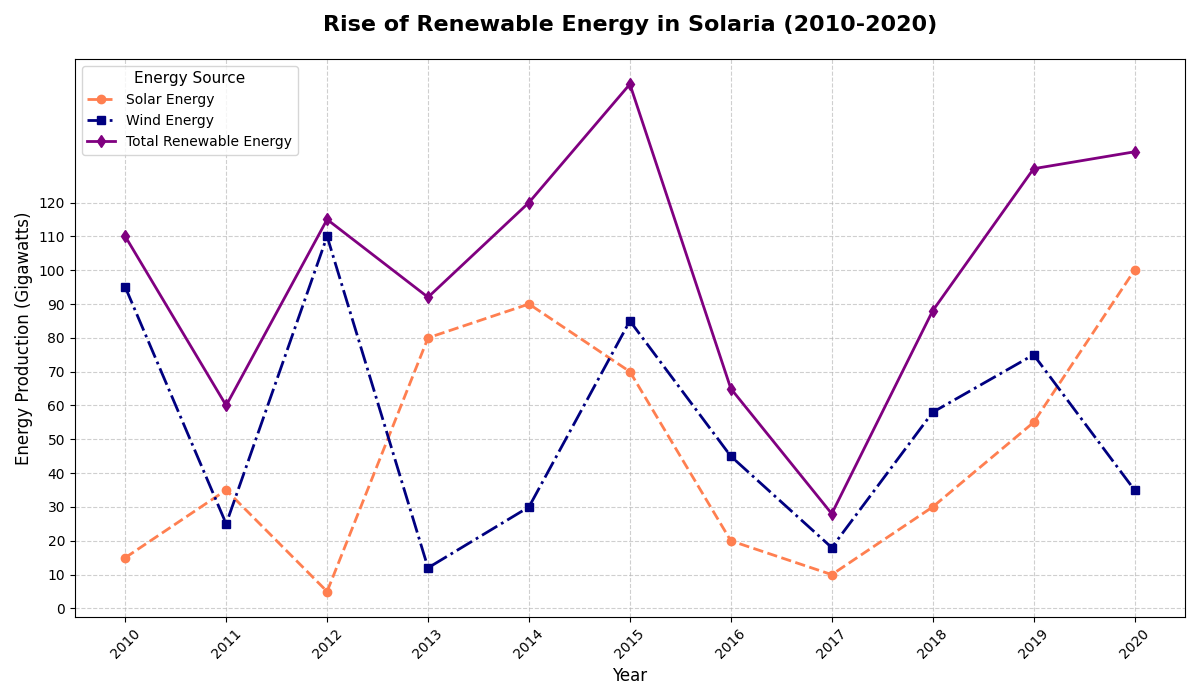 Rise of Renewable Energy in Solaria (2010-2020)
Energy Source
Solar Energy
Wind Energy
Total Renewable Energy
Energy Production (Gigawatts)
120
110
100
90
80
70
60
50
40
30
20
10
0
2010 2011 2012 2013 2014 2015 2016 2017 2018 2019 2020
Year